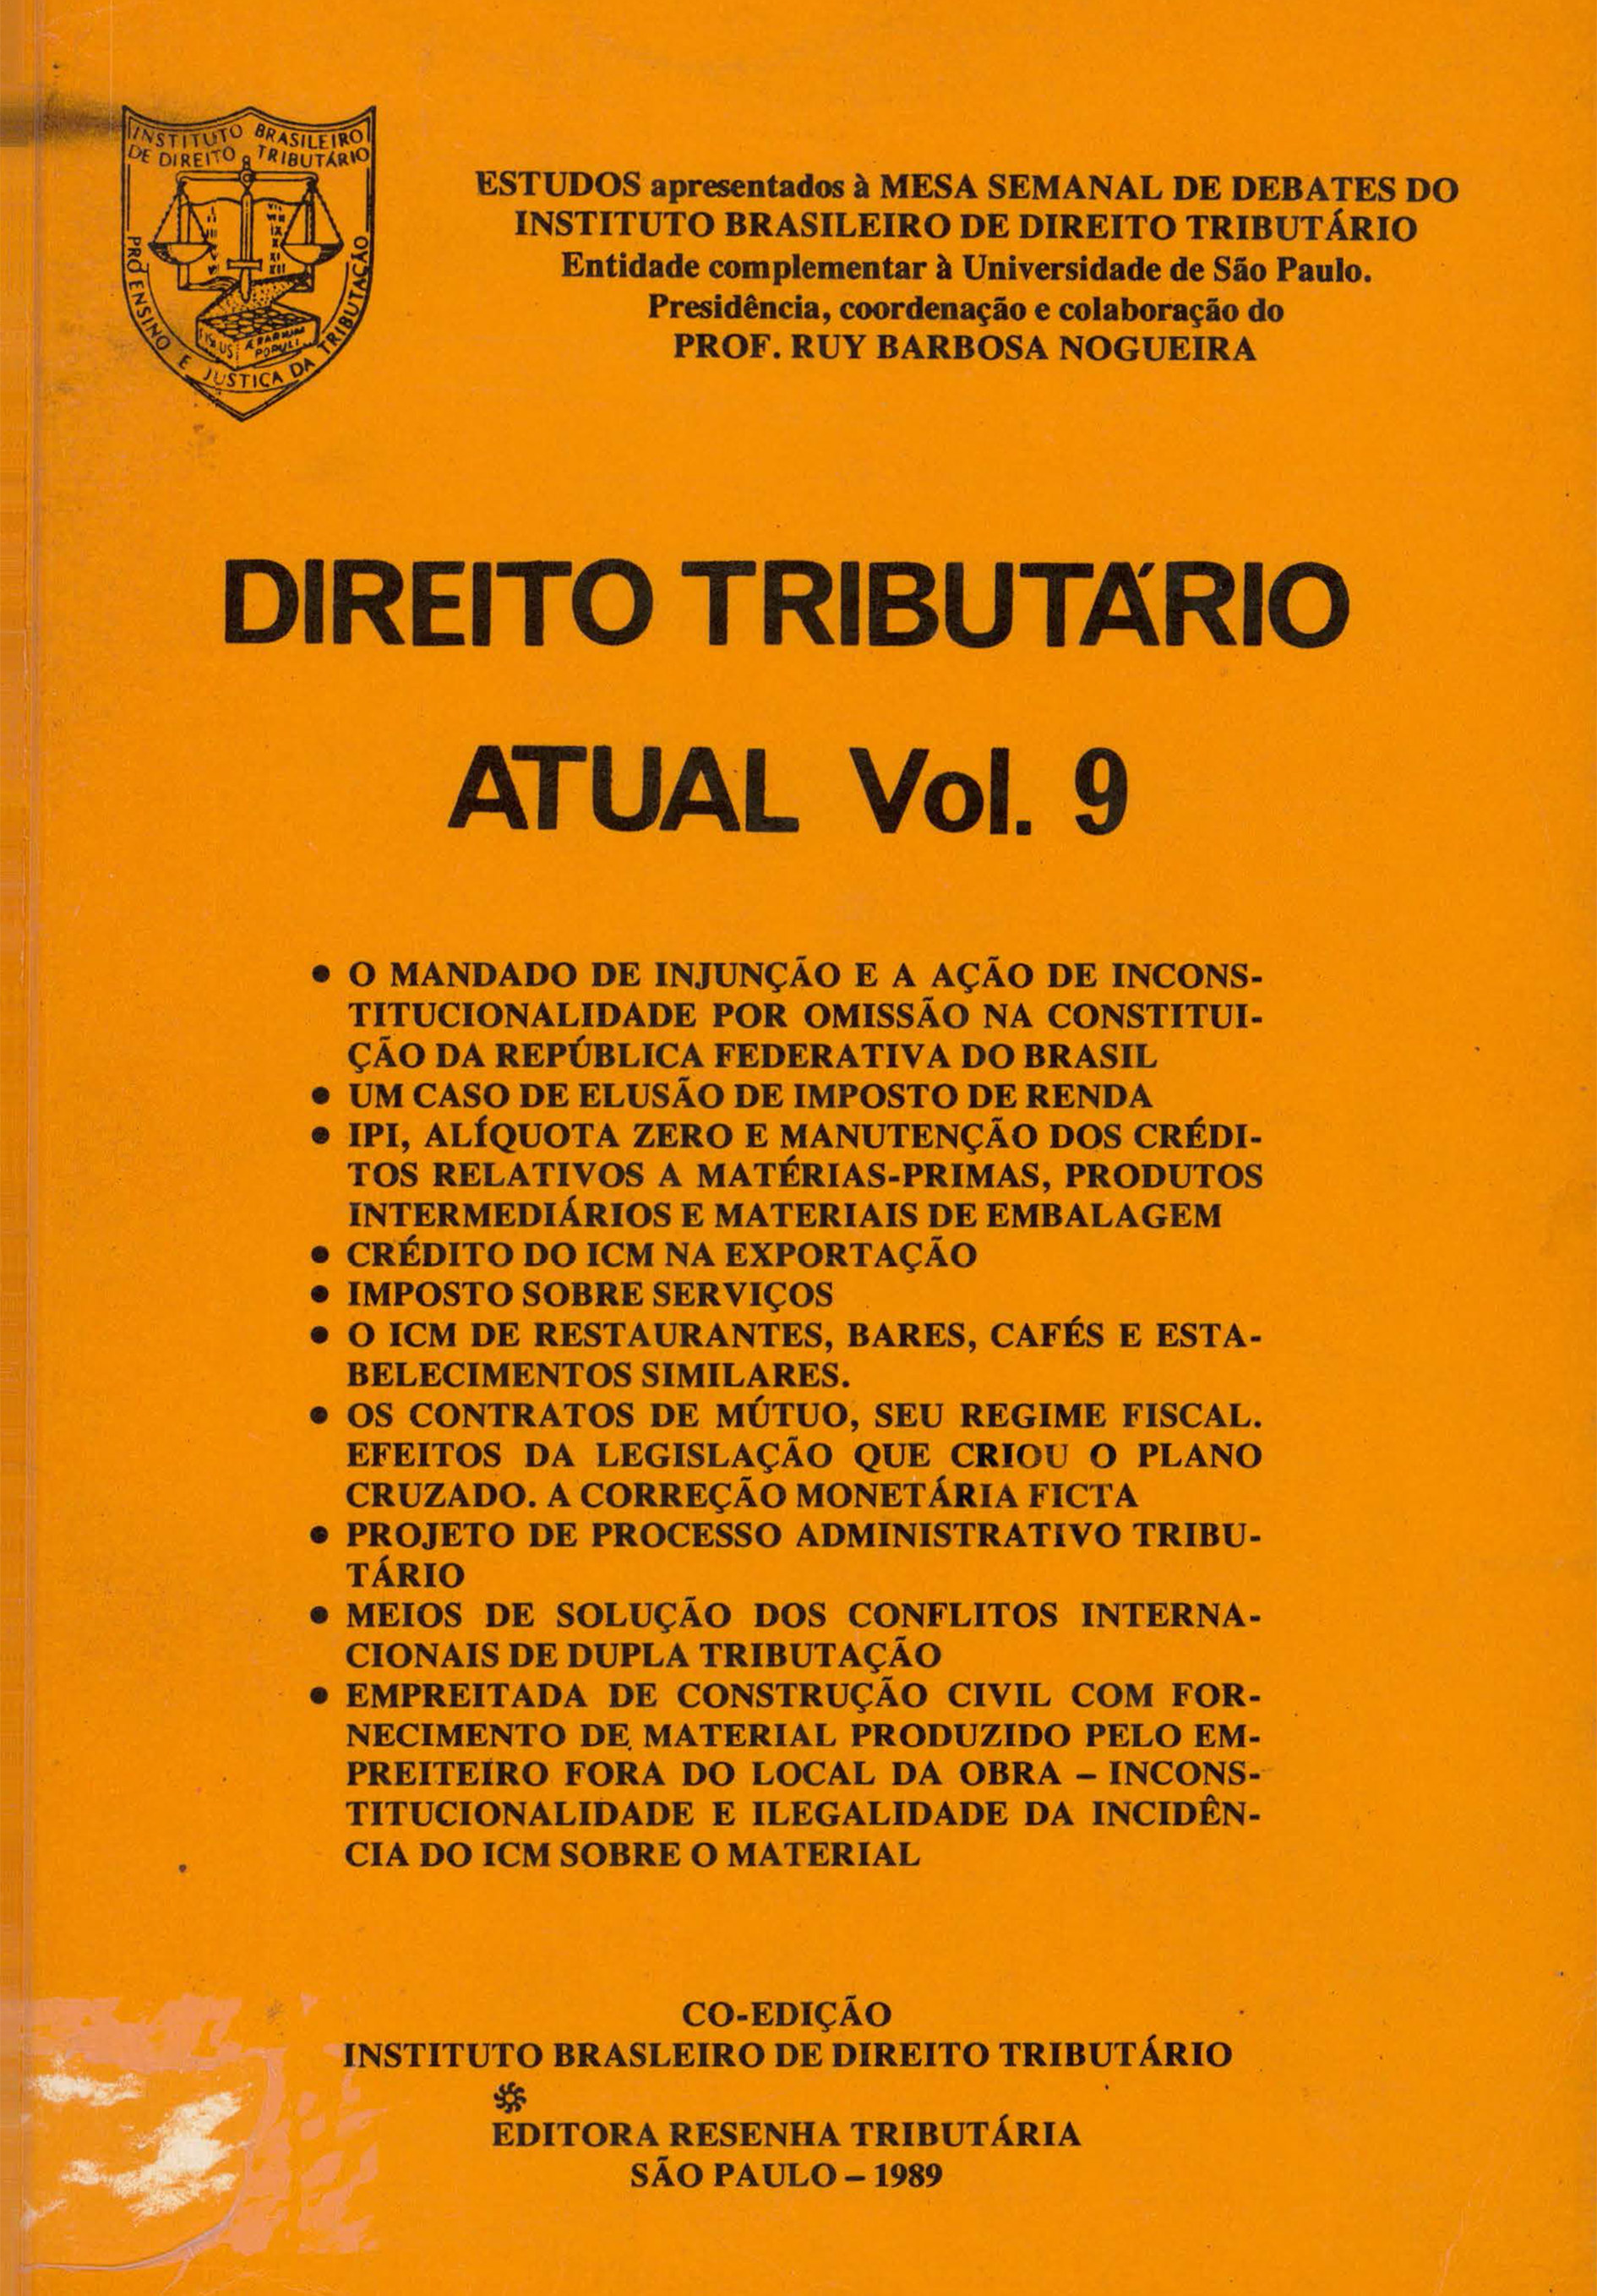 INSTITUTO BRASILEIRO
DE DIREITO TRIBUTÁRIO
PRÓ ENSINO E JUSTIÇA DA TRIBUTAÇÃO
POPULI
ESTUDOS apresentados à MESA SEMANAL DE DEBATES DO
INSTITUTO BRASILEIRO DE DIREITO TRIBUTÁRIO
Entidade complementar à Universidade de São Paulo.
Presidência, coordenação e colaboração do
PROF. RUY BARBOSA NOGUEIRA
DIREITO TRIBUTÁRIO
ATUAL Vol. 9
• O MANDADO DE INJUNÇÃO E A AÇÃO DE INCONS-
TITUCIONALIDADE POR OMISSÃO NA CONSTITUI-
ÇÃO DA REPÚBLICA FEDERATIVA DO BRASIL
• UM CASO DE ELUSÃO DE IMPOSTO DE RENDA
• IPI, ALÍQUOTA ZERO E MANUTENÇÃO DOS CRÉDI-
TOS RELATIVOS A MATÉRIAS-PRIMAS, PRODUTOS
INTERMEDIÁRIOS E MATERIAIS DE EMBALAGEM
• CRÉDITO DO ICM NA EXPORTAÇÃO
• IMPOSTO SOBRE SERVIÇOS
• O ICM DE RESTAURANTES, BARES, CAFÉS E ESTA-
BELECIMENTOS SIMILARES.
• OS CONTRATOS DE MÚTUO, SEU REGIME FISCAL.
EFEITOS DA LEGISLAÇÃO QUE CRIOU O PLANO
CRUZADO. A CORREÇÃO MONETÁRIA FICTA
• PROJETO DE PROCESSO ADMINISTRATIVO TRIBU-
TÁRIO
• MEIOS DE SOLUÇÃO DOS CONFLITOS INTERNA-
CIONAIS DE DUPLA TRIBUTAÇÃO
• EMPREITADA DE CONSTRUÇÃO CIVIL COM FOR-
NECIMENTO DE MATERIAL PRODUZIDO PELO EM-
PREITEIRO FORA DO LOCAL DA OBRA – INCONS-
TITUCIONALIDADE E ILEGALIDADE DA INCIDÊN-
CIA DO ICM SOBRE O MATERIAL
CO-EDIÇÃO
INSTITUTO BRASLEIRO DE DIREITO TRIBUTÁRIO
EDITORA RESENHA TRIBUTÁRIA
SÃO PAULO – 1989